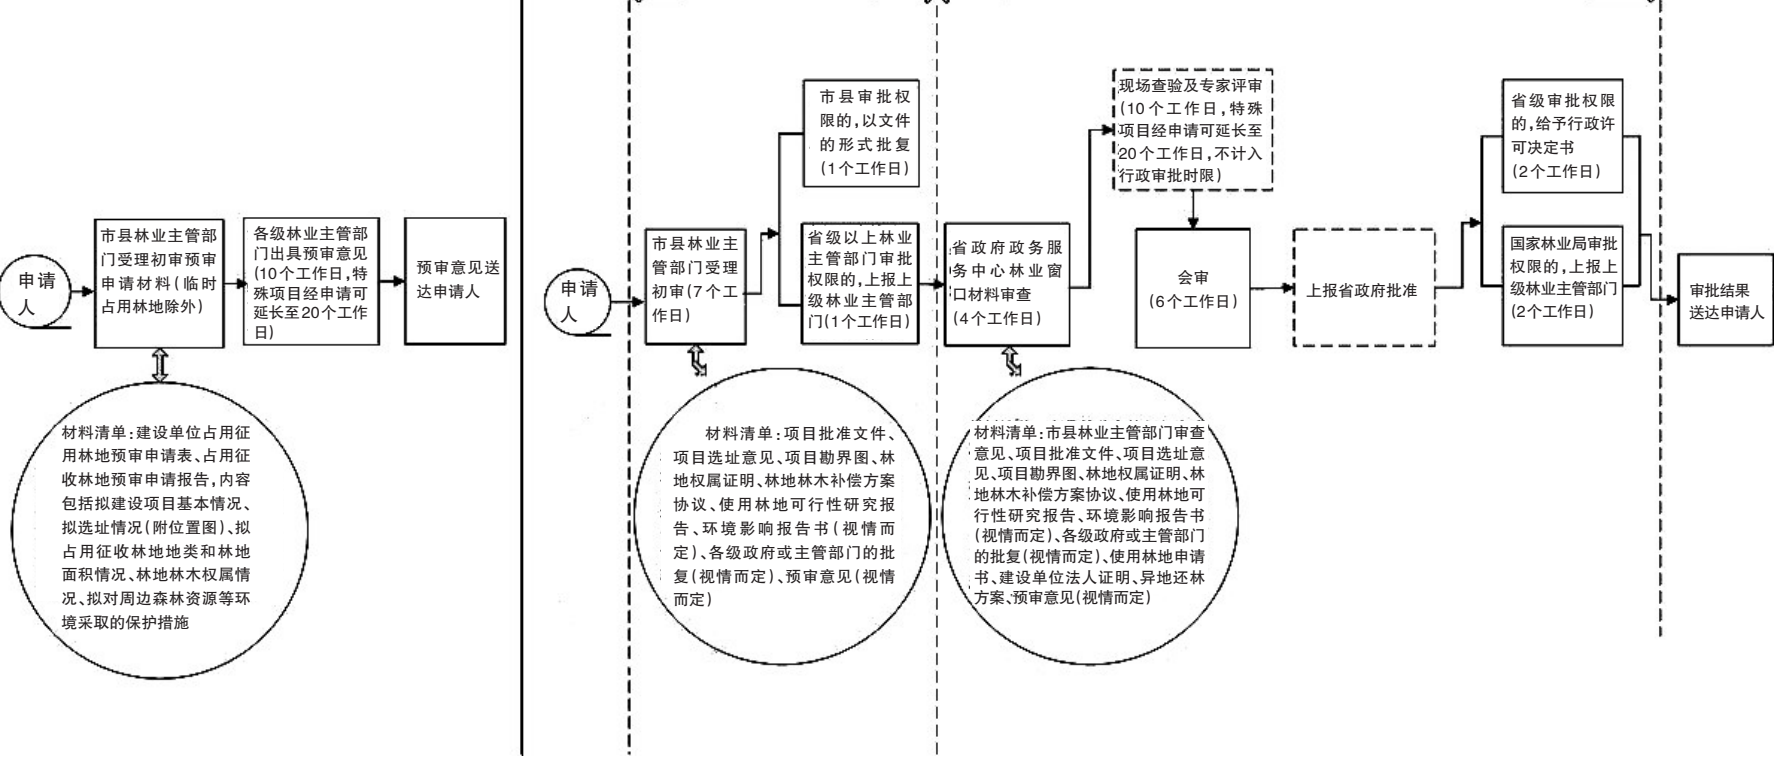 申请
人
市县林业主管部
门受理初审预审
申请材料(临时
占用林地除外)
各级林业主管部
门出具预审意见
(10个工作日,特
殊项目经申请可
延长至20个工作
日)
预审意见送
达申请人
材料清单:建设单位占用征
用林地预审申请表、占用征
收林地预审申请报告,内容
包括拟建设项目基本情况、
拟选址情况(附位置图)、拟
占用征收林地地类和林地
面积情况、林地林木权属情
况、拟对周边森林资源等环
境采取的保护措施
申请
人
市县林业主
管部门受理
初审(7个工
作日)
市县审批权
限的,以文件
的形式批复
(1个工作日)
省级以上林业
主管部门审批
权限的,上报上
级林业主管部
门(1个工作日)
材料清单:项目批准文件、
项目选址意见、项目勘界图、林
地权属证明、林地林木补偿方案
协议、使用林地可行性研究报
告、环境影响报告书(视情而
定)、各级政府或主管部门的批
复(视情而定)、预审意见(视情
而定)
省政府政务服
务中心林业窗
口材料审查
(4个工作日)
材料清单:市县林业主管部门审查
意见、项目批准文件、项目选址意
见、项目勘界图、林地权属证明、林
地林木补偿方案协议、使用林地可
行性研究报告、环境影响报告书
(视情而定)、各级政府或主管部门
的批复(视情而定)、使用林地申请
书、建设单位法人证明、异地还林
方案、预审意见(视情而定)
现场查验及专家评审
(10个工作日,特殊
项目经申请可延长至
20个工作日,不计入
行政审批时限)
会审
(6个工作日)
上报省政府批准
省级审批权限
的,给予行政许
可决定书
(2个工作日)
国家林业局审批
权限的,上报上
级林业主管部门
(2个工作日)
审批结果
送达申请人